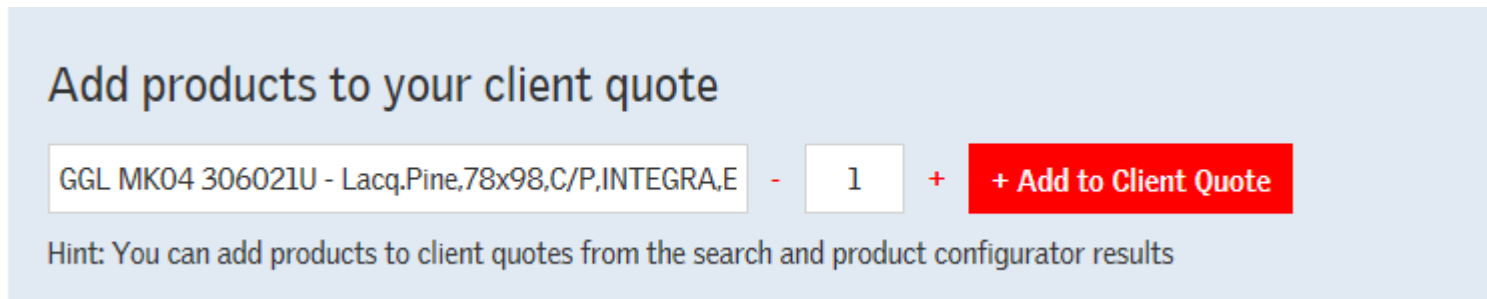 Add products to your client quote
GGL MK04 306021U - Lacq.Pine,78x98,C/P,INTEGRA,E - 1 + + Add to Client Quote
Hint: You can add products to client quotes from the search and product configurator results